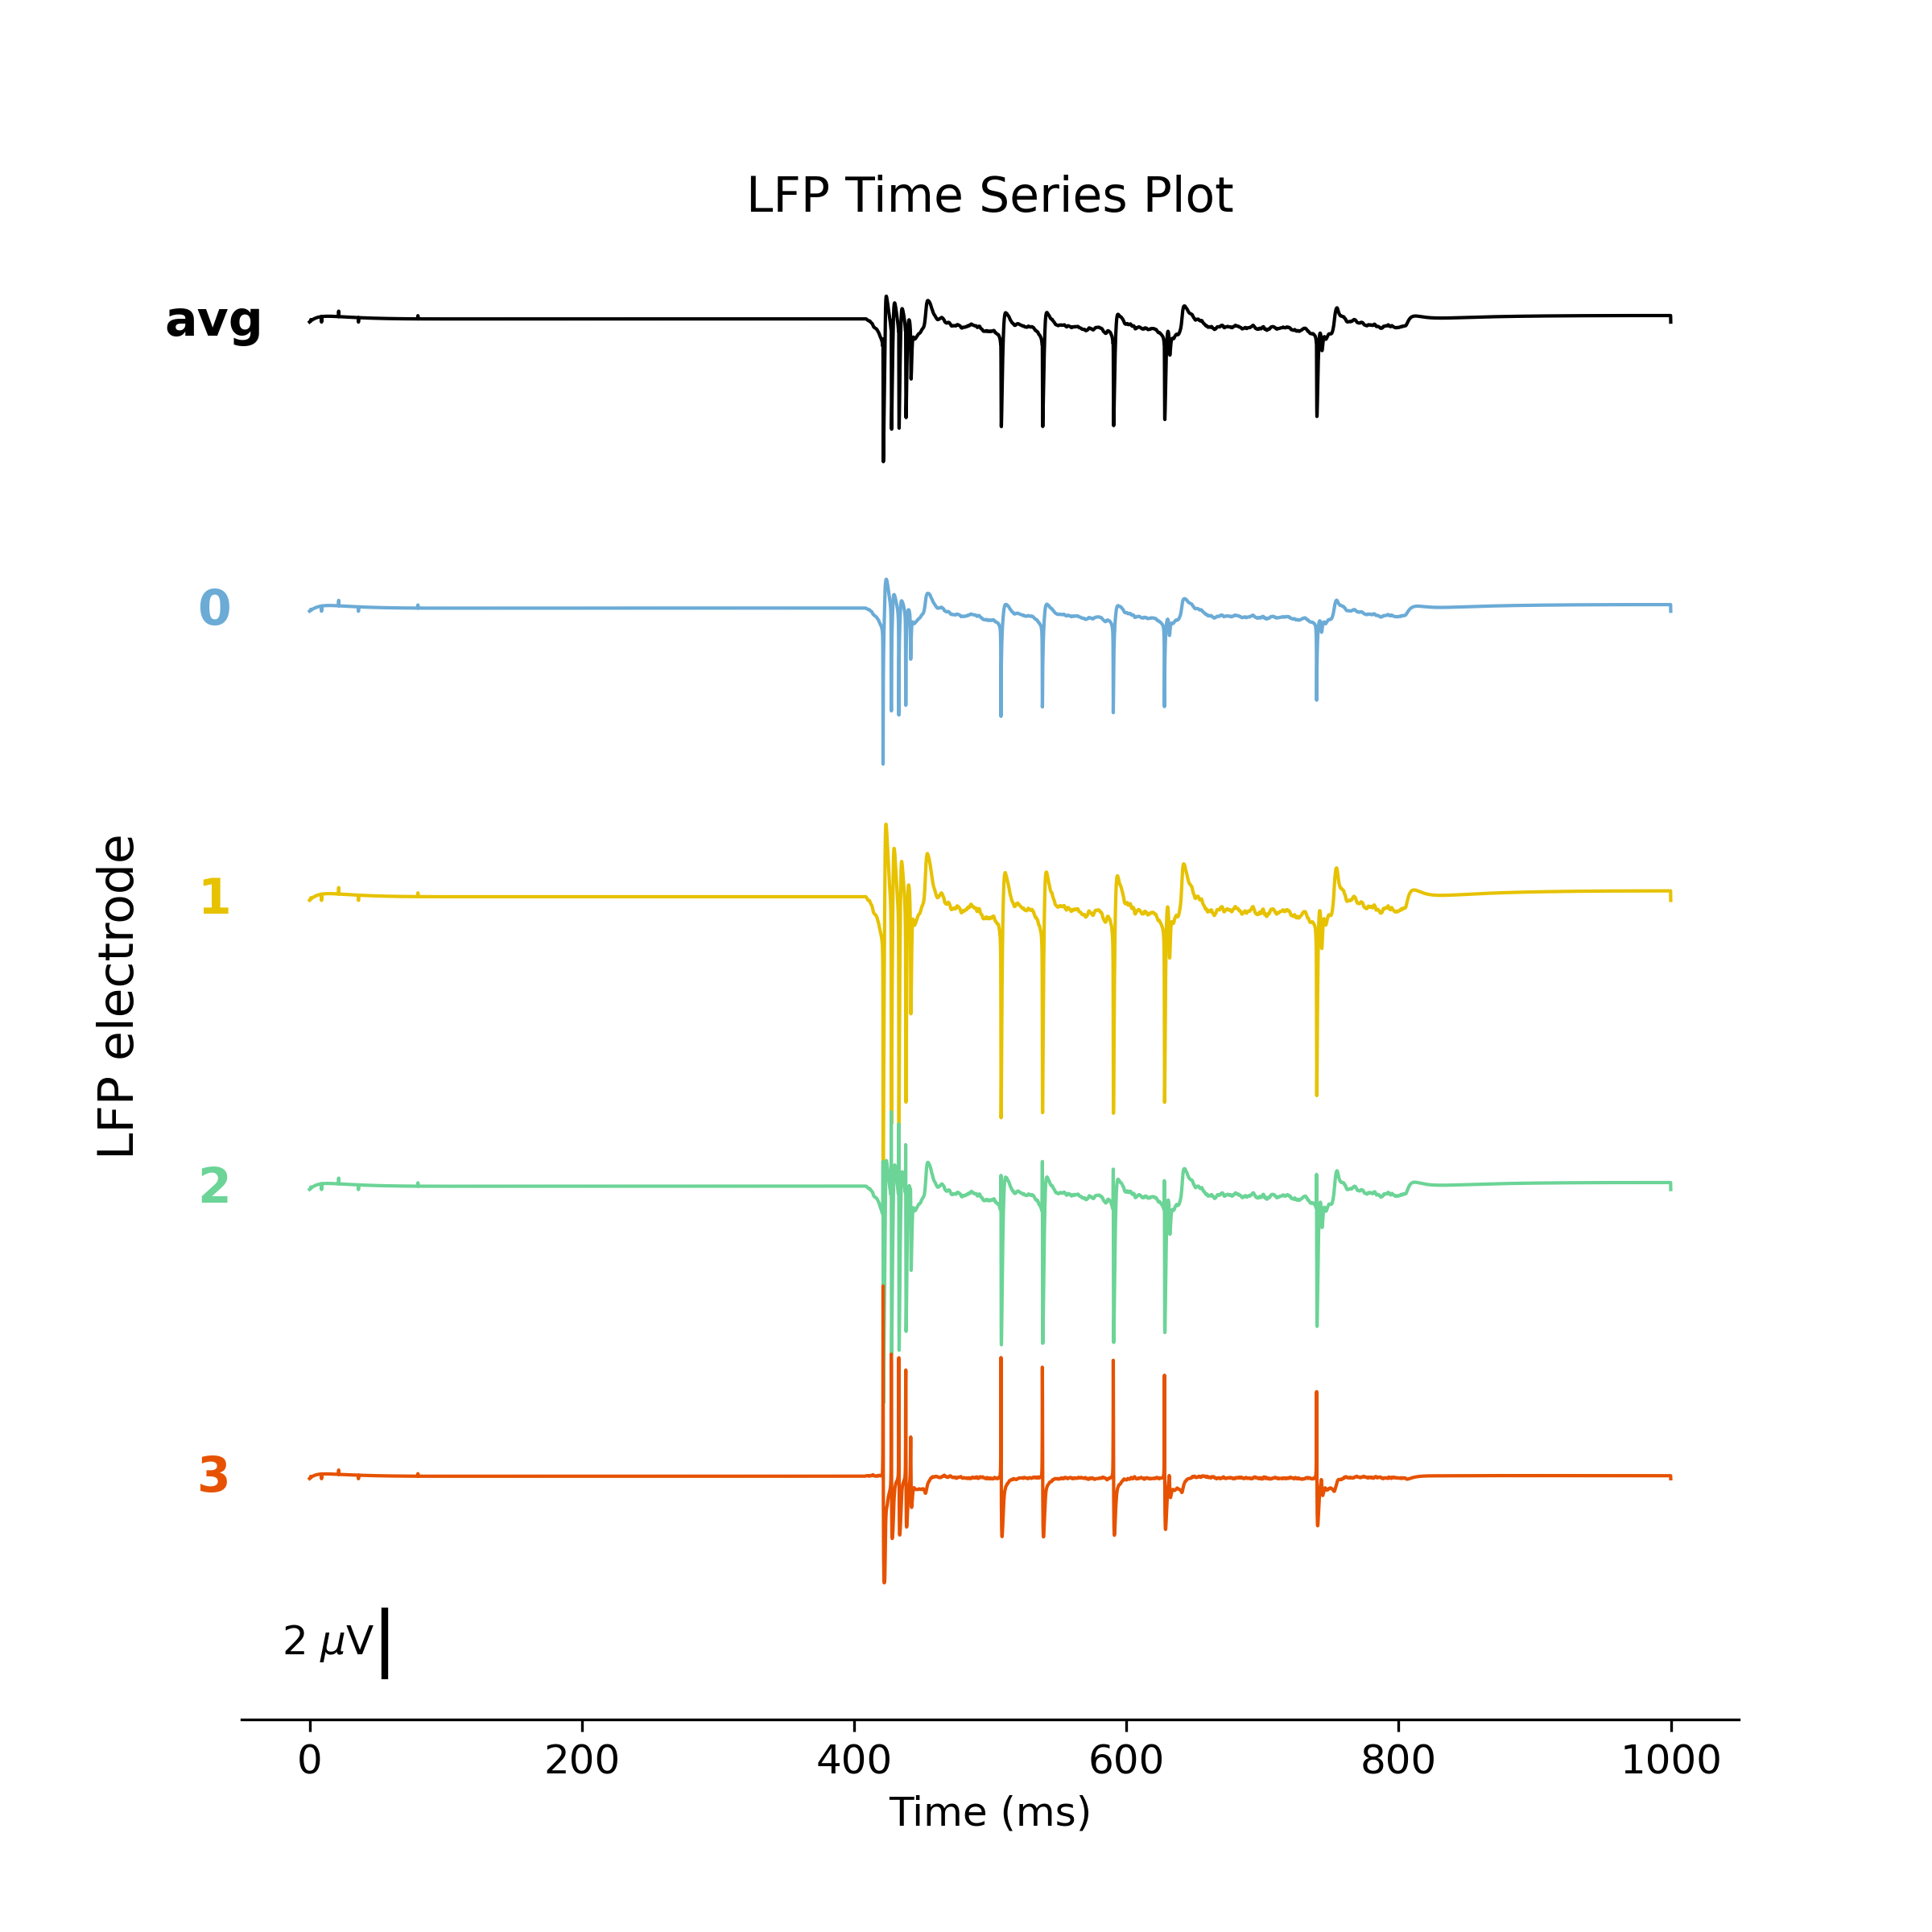 LFP Time Series Plot
avg
0
1
2
3
LFP electrode
2 μV
0 200 400 600 800 1000
Time (ms)